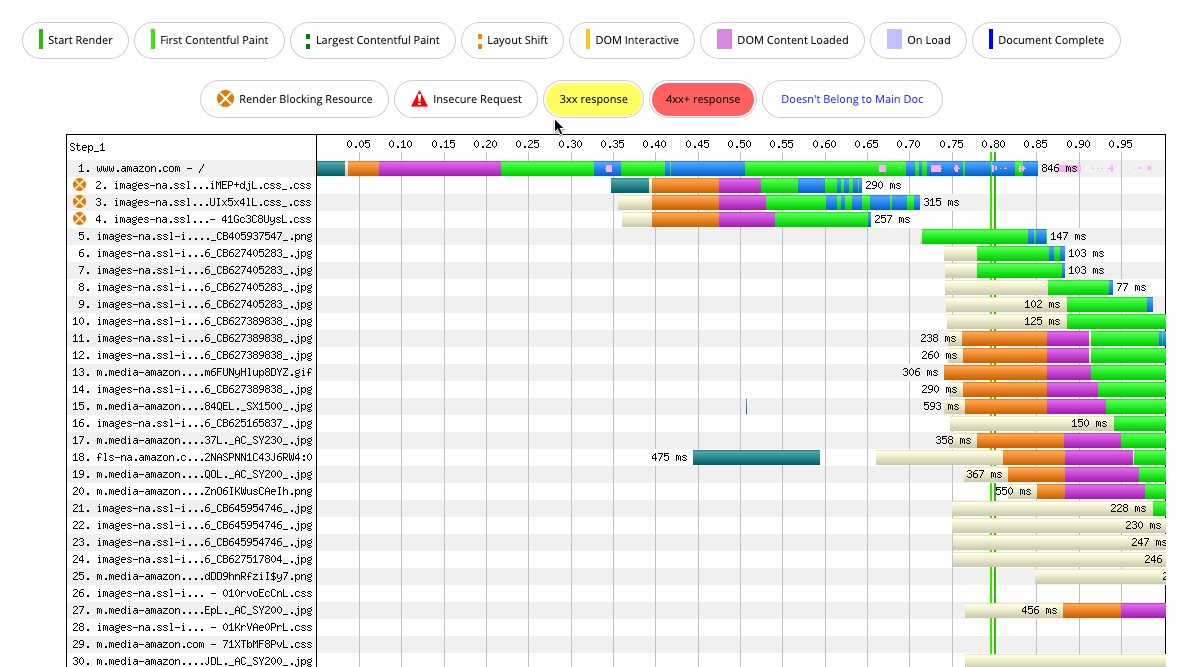 Start Render First Contentful Paint Largest Contentful Paint Layout Shift DOM Interactive DOM Content Loaded On Load Document Complete
Render Blocking Resource Insecure Request 3xx response 4xx+ response Doesn't Belong to Main Doc
Step_1 0.05 0.10 0.15 0.20 0.25 0.30 0.35 0.40 0.45 0.50 0.55 0.60 0.65 0.70 0.75 0.80 0.85 0.90 0.95
1. www.amazon.com - / 846 ms
2. images-na.ssl...iMEP+djL.css_.css 290 ms
3. images-na.ssl...UIx5x4lL.css_.css 315 ms
4. images-na.ssl...- 41Gc3C8UysL.css 257 ms
5. images-na.ssl-i...._CB405937547_.png 147 ms
6. images-na.ssl-i...6_CB627405283_.jpg 103 ms
7. images-na.ssl-i...6_CB627405283_.jpg 103 ms
8. images-na.ssl-i...6_CB627405283_.jpg 77 ms
9. images-na.ssl-i...6_CB627405283_.jpg 102 ms
10. images-na.ssl-i...6_CB627389838_.jpg 125 ms
11. images-na.ssl-i...6_CB627389838_.jpg 238 ms
12. images-na.ssl-i...6_CB627389838_.jpg 260 ms
13. m.media-amazon...m6FUNyHlup8DYZ.gif 306 ms
14. images-na.ssl-i...6_CB627389838_.jpg 290 ms
15. m.media-amazon....84QEL._SX1500_.jpg 593 ms
16. images-na.ssl-i...6_CB625165837_.jpg 150 ms
17. m.media-amazon....37L._AC_SY230_.jpg 358 ms
18. fls-na.amazon.c...2NASPNN1C43J6RW4:0 475 ms
19. m.media-amazon....QOL._AC_SY200_.jpg 367 ms
20. m.media-amazon....ZnO6IKWusCAeIh.png 550 ms
21. images-na.ssl-i...6_CB645954746_.jpg 228 ms
22. images-na.ssl-i...6_CB645954746_.jpg 230 ms
23. images-na.ssl-i...6_CB645954746_.jpg 247 ms
24. images-na.ssl-i...6_CB627517804_.jpg 246
25. m.media-amazon....dDD9hnRfziI$y7.png
26. images-na.ssl-i... - 01OrvoEcCnL.css
27. m.media-amazon....EpL._AC_SY200_.jpg 456 ms
28. images-na.ssl-i... - 01KrVAe0PrL.css
29. m.media-amazon.com - 71XTbMF8PvL.css
30. m.media-amazon....JDL._AC_SY200_.jpg